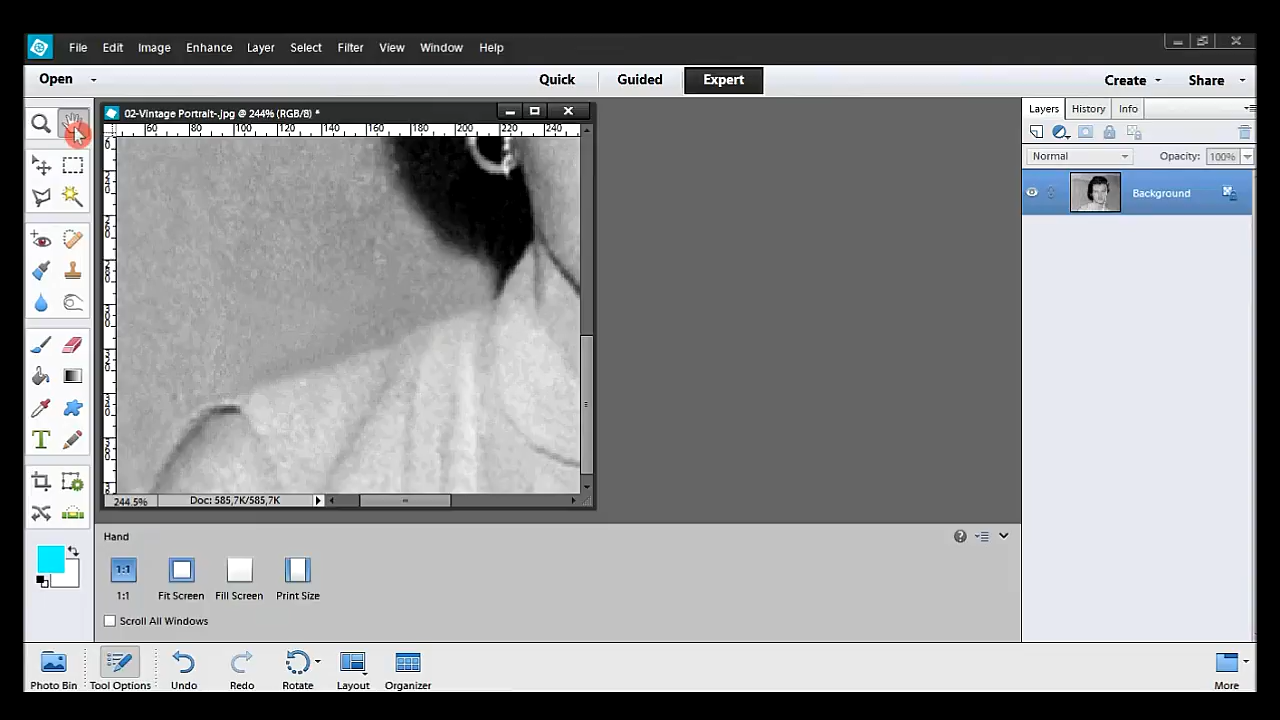 File Edit Image Enhance Layer Select Filter View Window Help
Open Quick Guided Expert Create Share
02-Vintage Portrait-.jpg @ 244% (RGB/8) *
Layers History Info
60 80 100 120 140 160 180 200 220 240
Normal Opacity: 100%
Background
T
244.5% Doc: 585,7K/585,7K
Hand
1:1
1:1 Fit Screen Fill Screen Print Size
Scroll All Windows
Photo Bin Tool Options Undo Redo Rotate Layout Organizer More